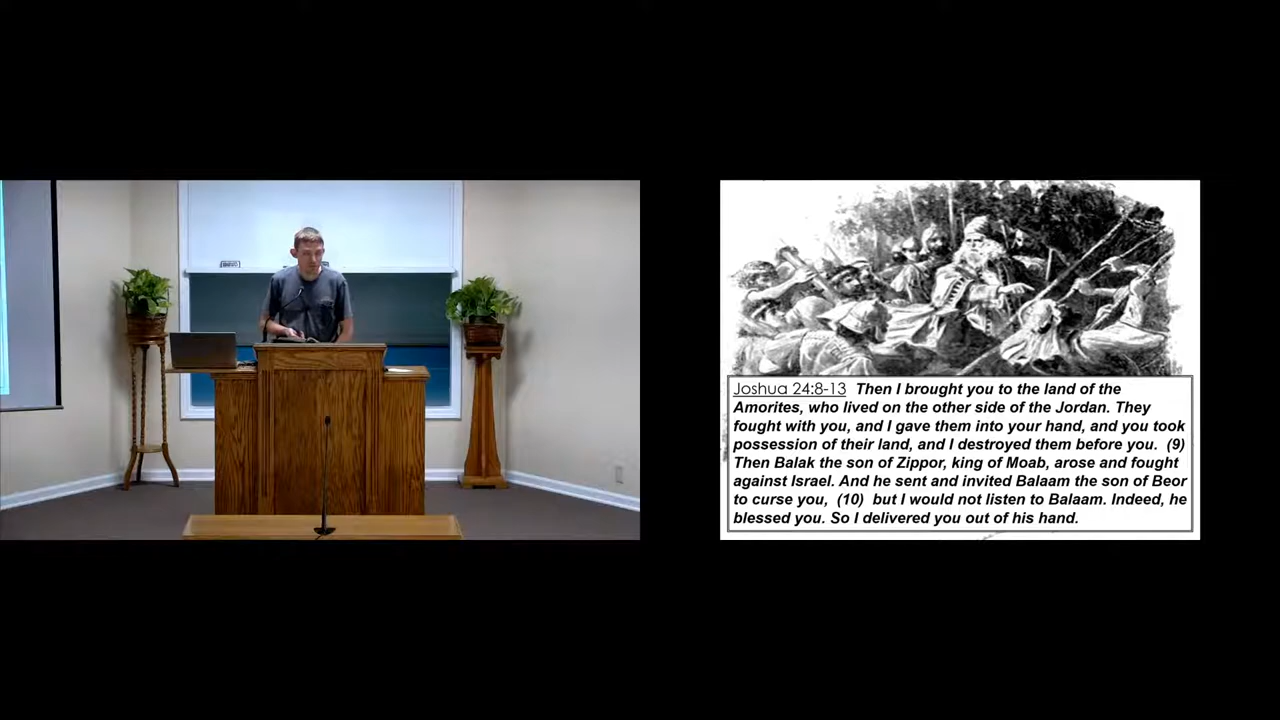 Joshua 24:8-13 Then I brought you to the land of the
Amorites, who lived on the other side of the Jordan. They
fought with you, and I gave them into your hand, and you took
possession of their land, and I destroyed them before you. (9)
Then Balak the son of Zippor, king of Moab, arose and fought
against Israel. And he sent and invited Balaam the son of Beor
to curse you, (10) but I would not listen to Balaam. Indeed, he
blessed you. So I delivered you out of his hand.